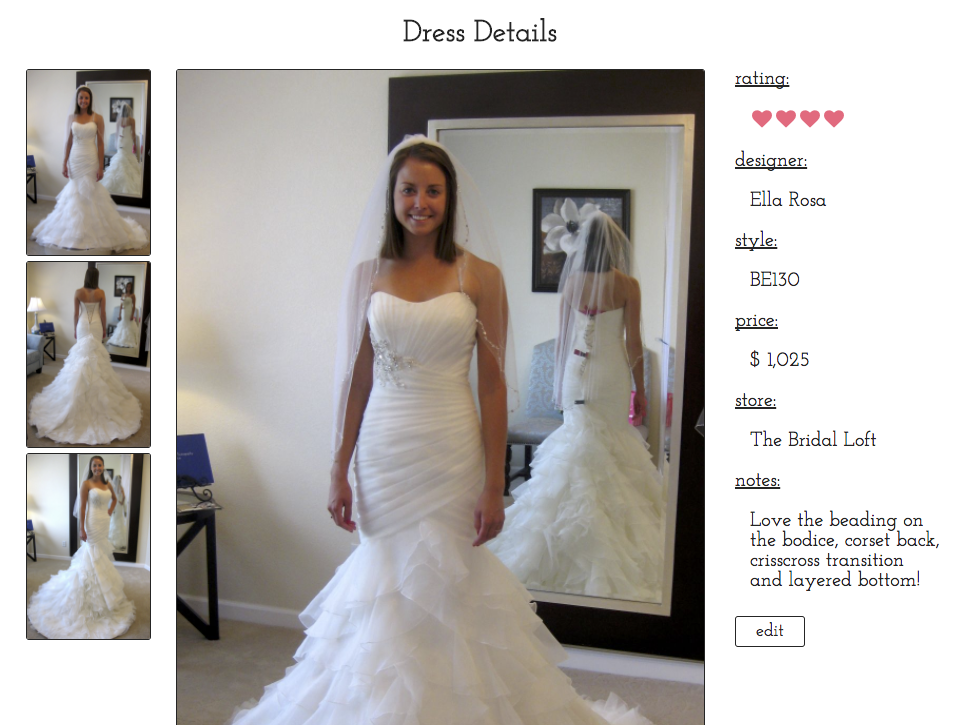 Dress Details
rating:
designer:
Ella Rosa
style:
BE130
price:
$ 1,025
store:
The Bridal Loft
notes:
Love the beading on
the bodice, corset back,
crisscross transition
and layered bottom!
edit